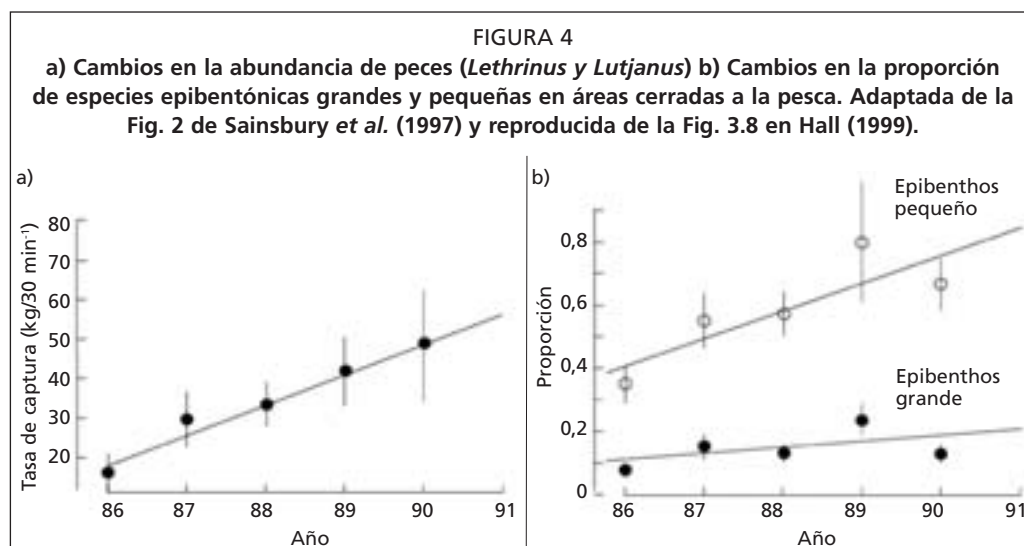 FIGURA 4
a) Cambios en la abundancia de peces (Lethrinus y Lutjanus) b) Cambios en la proporción
de especies epibentónicas grandes y pequeñas en áreas cerradas a la pesca. Adaptada de la
Fig. 2 de Sainsbury et al. (1997) y reproducida de la Fig. 3.8 en Hall (1999).
a)
Tasa de captura (kg/30 min⁻¹)
80
70
60
50
40
30
20
86 87 88 89 90 91
Año
b)
Epibenthos
pequeño
Proporción
0,8
0,6
0,4
0,2
0
Epibenthos
grande
86 87 88 89 90 91
Año